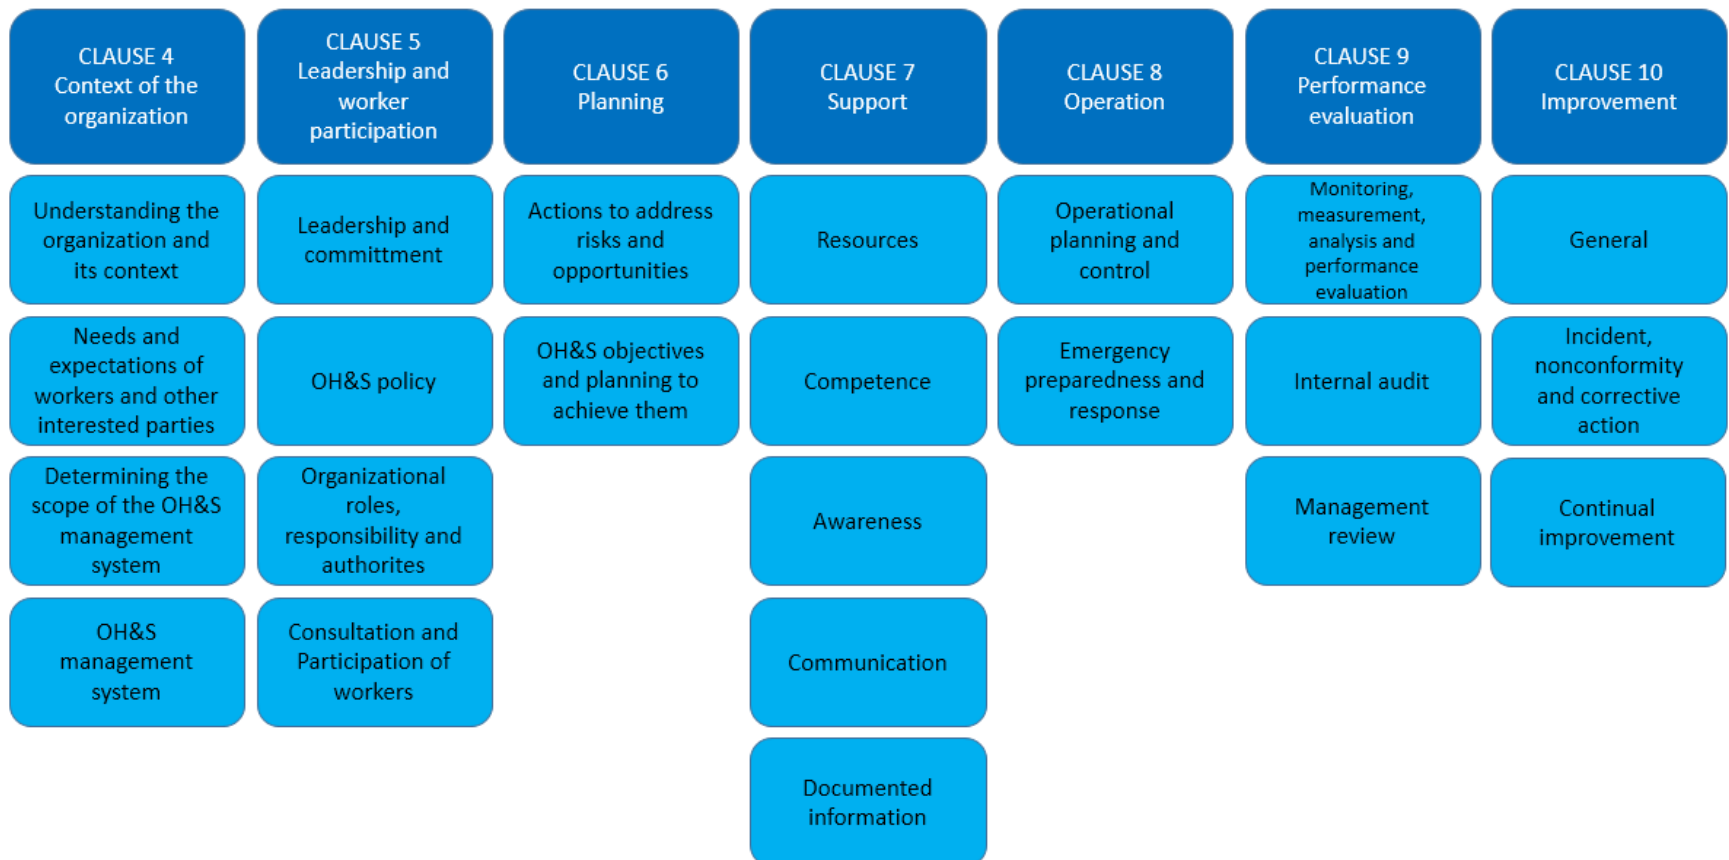 CLAUSE 4
Context of the
organization
CLAUSE 5
Leadership and
worker
participation
CLAUSE 6
Planning
CLAUSE 7
Support
CLAUSE 8
Operation
CLAUSE 9
Performance
evaluation
CLAUSE 10
Improvement
Understanding the
organization and
its context
Leadership and
committment
Actions to address
risks and
opportunities
Resources
Operational
planning and
control
Monitoring,
measurement,
analysis and
performance
evaluation
General
Needs and
expectations of
workers and other
interested parties
OH&S policy
OH&S objectives
and planning to
achieve them
Competence
Emergency
preparedness and
response
Internal audit
Incident,
nonconformity
and corrective
action
Determining the
scope of the OH&S
management
system
Organizational
roles,
responsibility and
authorites
Awareness
Management
review
Continual
improvement
OH&S
management
system
Consultation and
Participation of
workers
Communication
Documented
information